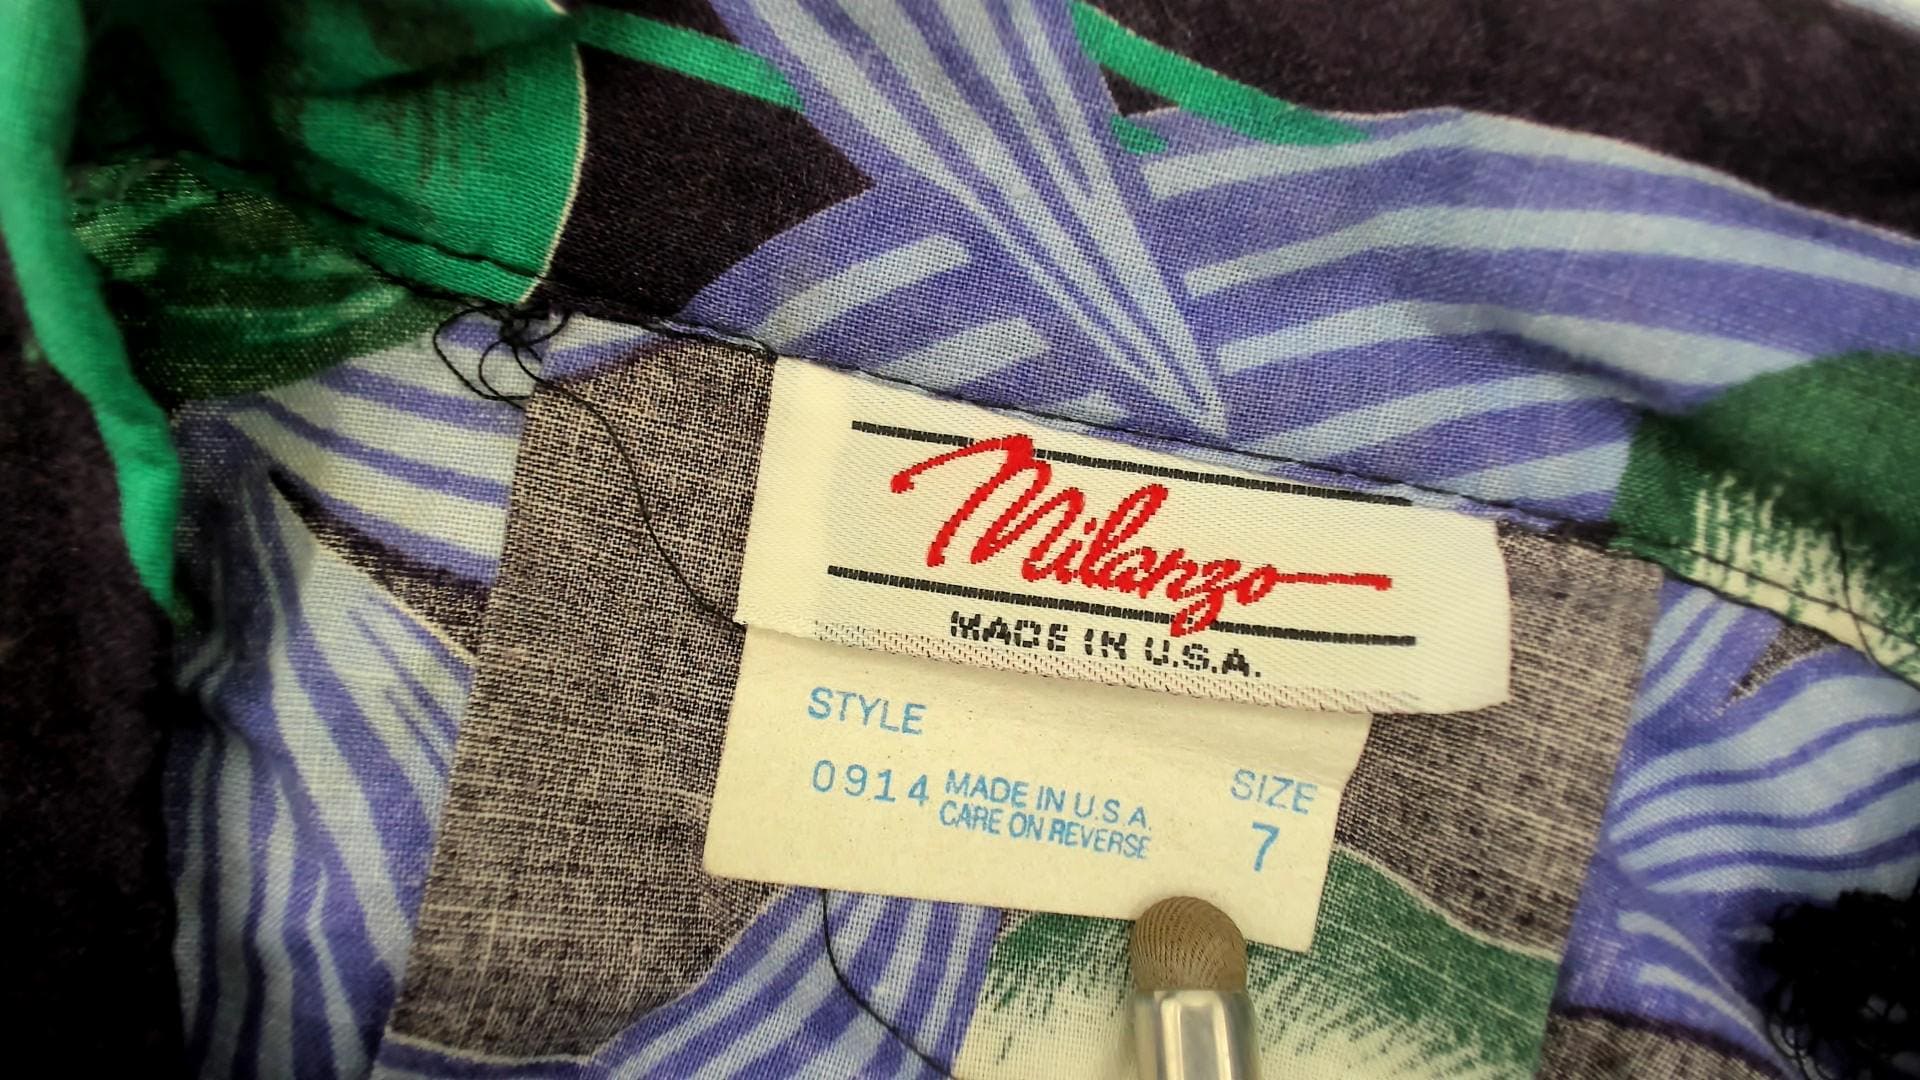 Milanzo
MADE IN U.S.A.
STYLE
0914 MADE IN U.S.A.
CARE ON REVERSE
SIZE
7